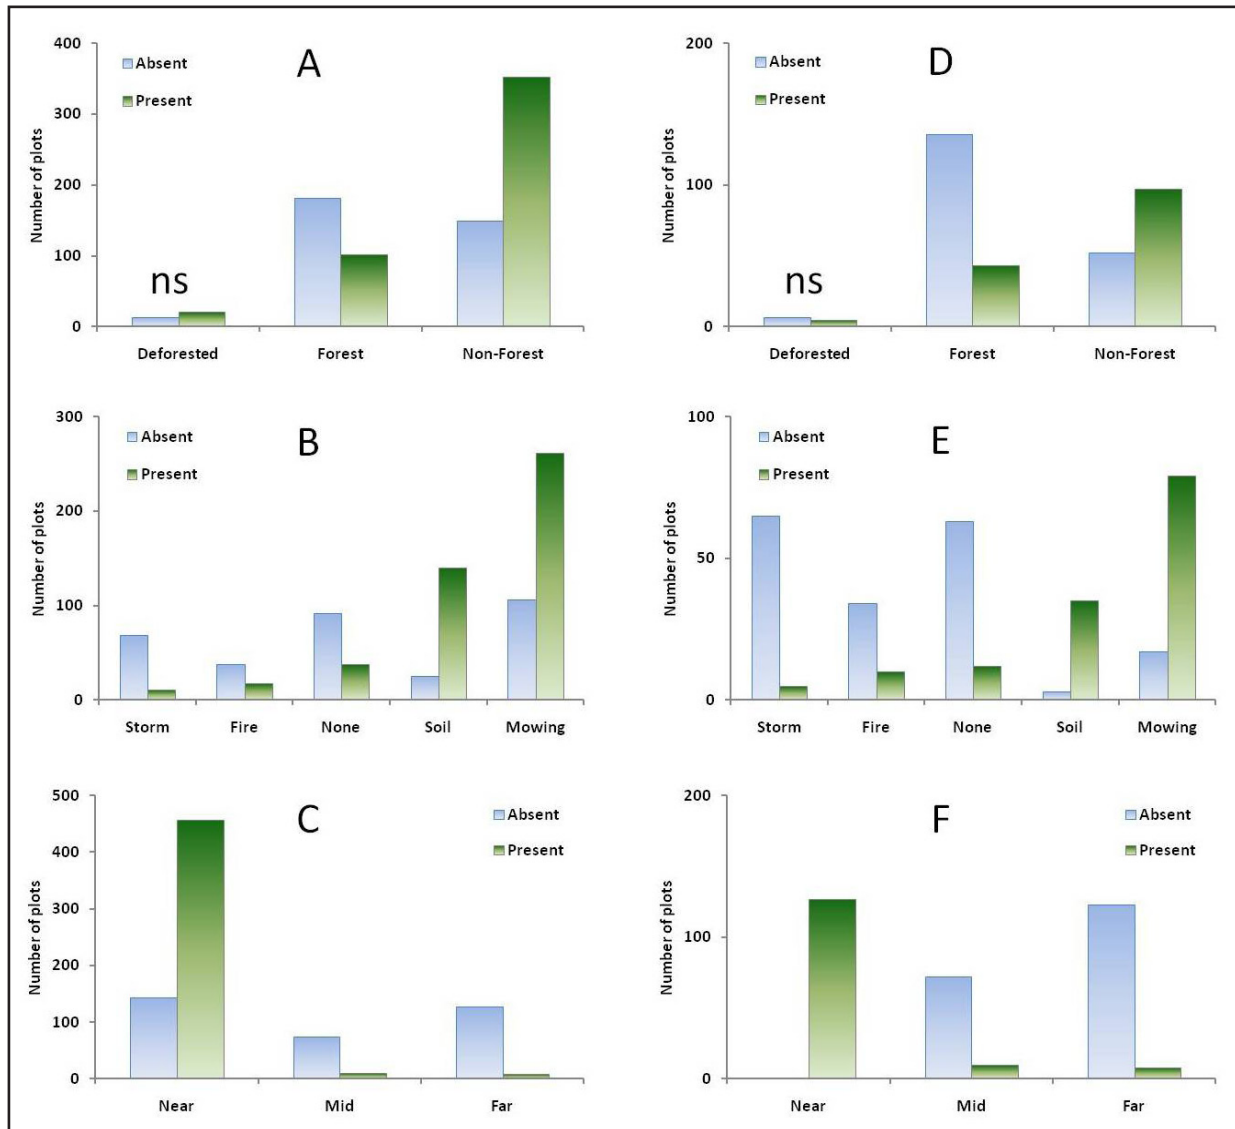 A
Absent
Present
Number of plots
400
300
200
100
0
ns
Deforested Forest Non-Forest
D
Absent
Present
Number of plots
200
100
0
ns
Deforested Forest Non-Forest
B
Absent
Present
Number of plots
300
200
100
0
Storm Fire None Soil Mowing
E
Absent
Present
Number of plots
100
50
0
Storm Fire None Soil Mowing
C
Absent
Present
Number of plots
500
400
300
200
100
0
Near Mid Far
F
Absent
Present
Number of plots
200
100
0
Near Mid Far